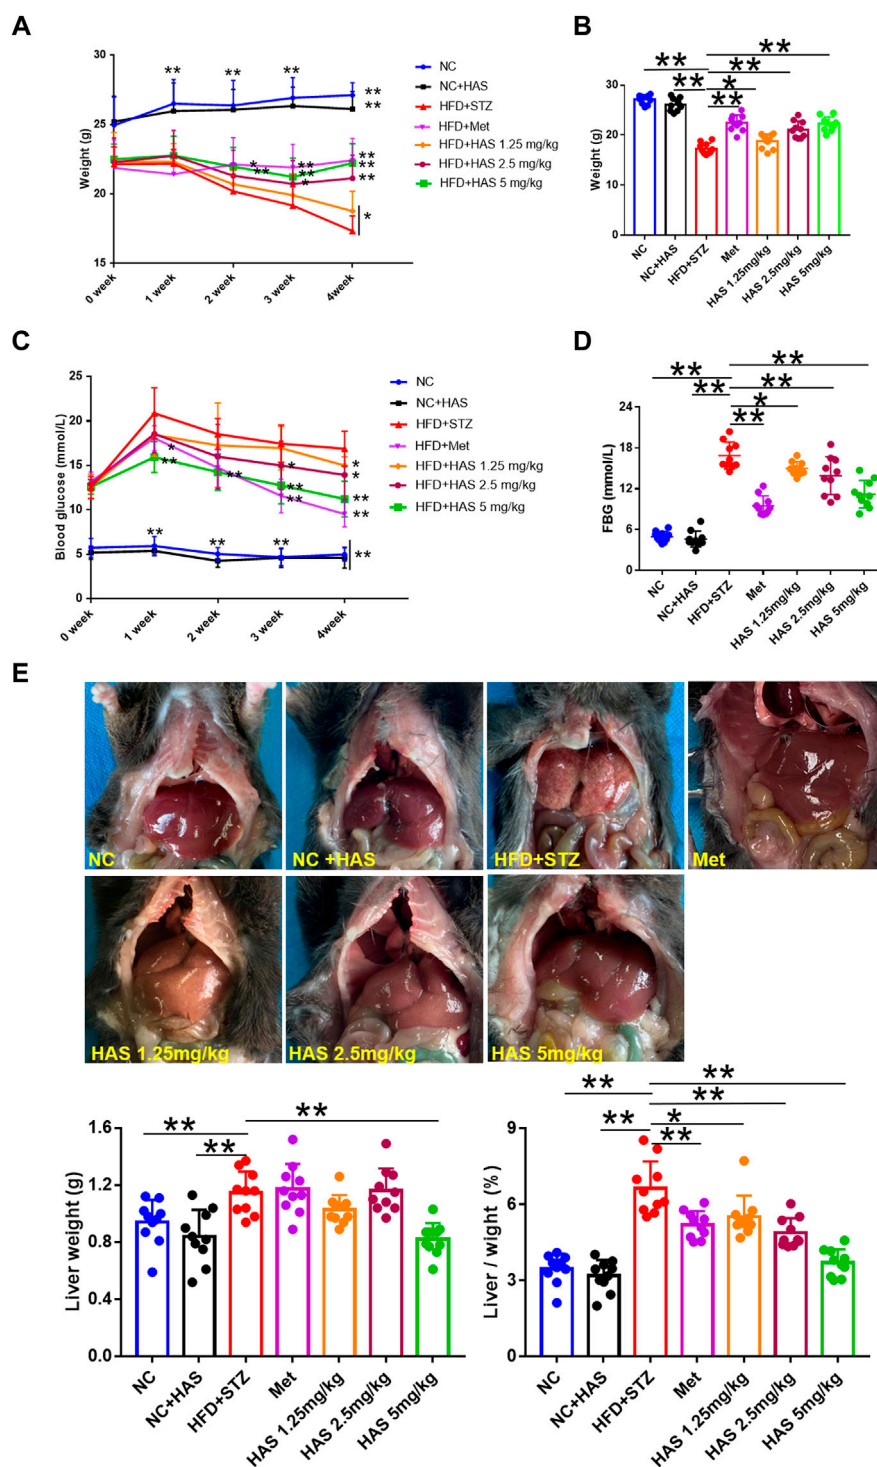 A
Weight (g)
30
25
20
15
0 week
1 week
2 week
3 week
4week
**
**
**
**
**
*
**
**
**
*
**
**
**
*
NC
NC+HAS
HFD+STZ
HFD+Met
HFD+HAS 1.25 mg/kg
HFD+HAS 2.5 mg/kg
HFD+HAS 5 mg/kg
B
Weight (g)
30
20
10
0
**
**
**
**
*
**
NC
NC+HAS
HFD+STZ
Met
HAS 1.25mg/kg
HAS 2.5mg/kg
HAS 5mg/kg
C
Blood glucose (mmol/L)
25
20
15
10
5
0
0 week
1 week
2 week
3 week
4week
*
**
**
*
**
**
*
*
**
**
**
**
**
**
NC
NC+HAS
HFD+STZ
HFD+Met
HFD+HAS 1.25 mg/kg
HFD+HAS 2.5 mg/kg
HFD+HAS 5 mg/kg
D
FBG (mmol/L)
24
18
12
6
0
**
**
**
**
*
**
NC
NC+HAS
HFD+STZ
Met
HAS 1.25mg/kg
HAS 2.5mg/kg
HAS 5mg/kg
E
NC
NC +HAS
HFD+STZ
Met
HAS 1.25mg/kg
HAS 2.5mg/kg
HAS 5mg/kg
Liver weight (g)
1.6
1.2
0.8
0.4
0.0
**
**
**
NC
NC+HAS
HFD+STZ
Met
HAS 1.25mg/kg
HAS 2.5mg/kg
HAS 5mg/kg
Liver / wight (%)
9
6
3
0
**
**
**
**
*
**
NC
NC+HAS
HFD+STZ
Met
HAS 1.25mg/kg
HAS 2.5mg/kg
HAS 5mg/kg